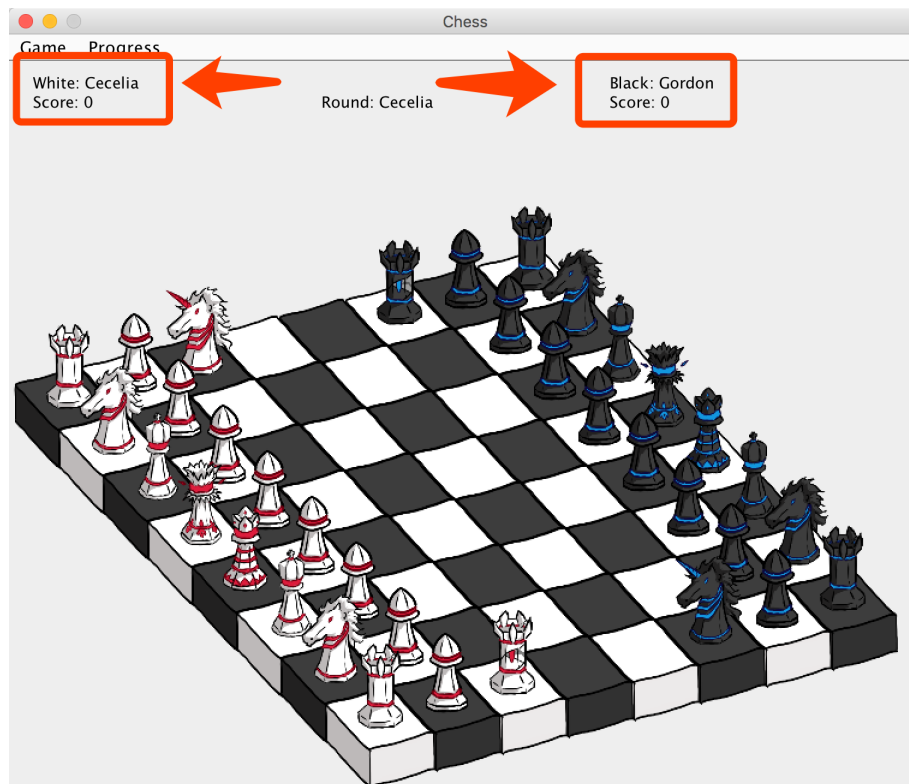 Chess
Game Progress
White: Cecelia
Score: 0
Round: Cecelia
Black: Gordon
Score: 0